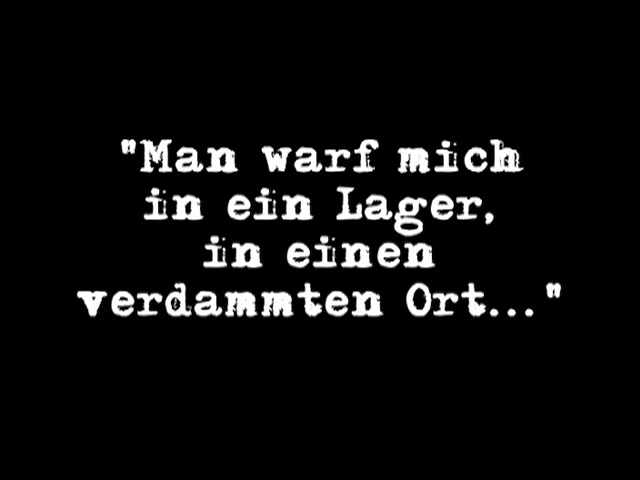 "Man warf mich
in ein Lager,
in einen
verdammten Ort..."